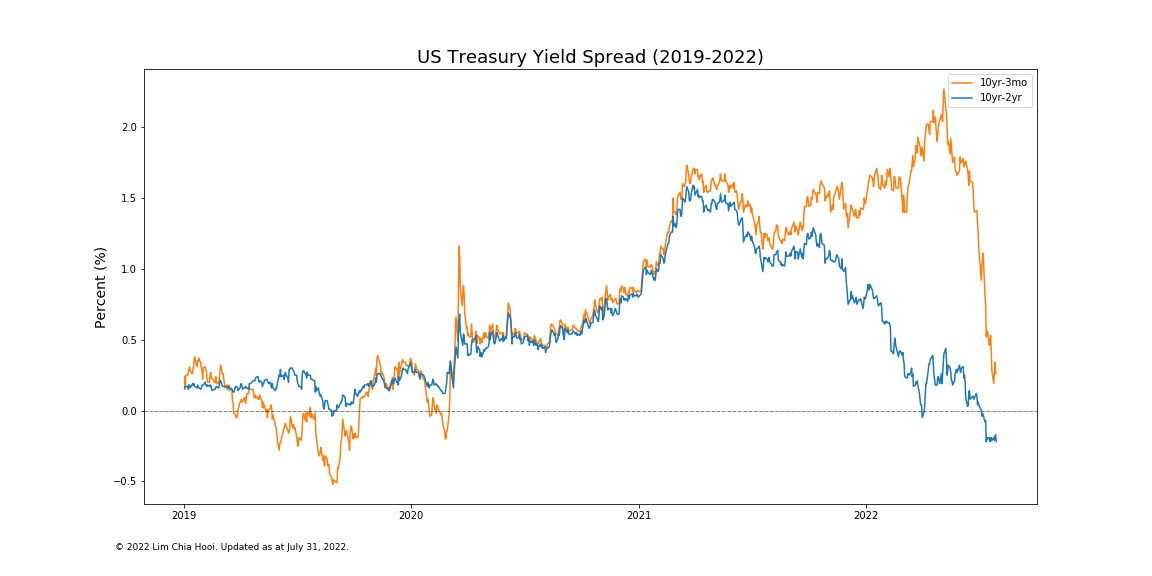 US Treasury Yield Spread (2019-2022)
10yr-3mo
10yr-2yr
Percent (%)
2.0
1.5
1.0
0.5
0.0
−0.5
2019
2020
2021
2022
© 2022 Lim Chia Hooi. Updated as at July 31, 2022.